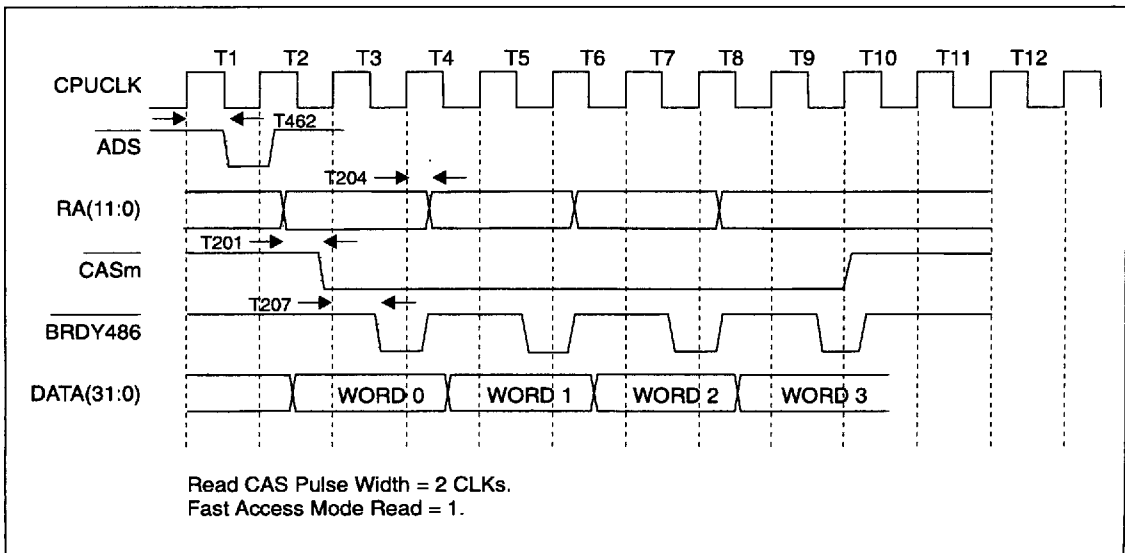 T1 T2 T3 T4 T5 T6 T7 T8 T9 T10 T11 T12
CPUCLK
T462
ADS
T204
RA(11:0)
T201
CASm
T207
BRDY486
DATA(31:0) WORD 0 WORD 1 WORD 2 WORD 3
Read CAS Pulse Width = 2 CLKs.
Fast Access Mode Read = 1.